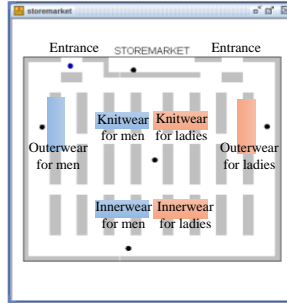 storemarket
Entrance
STOREMARKET
Entrance
Knitwear
for men
Knitwear
for ladies
Outerwear
for men
Outerwear
for ladies
Innerwear
for men
Innerwear
for ladies